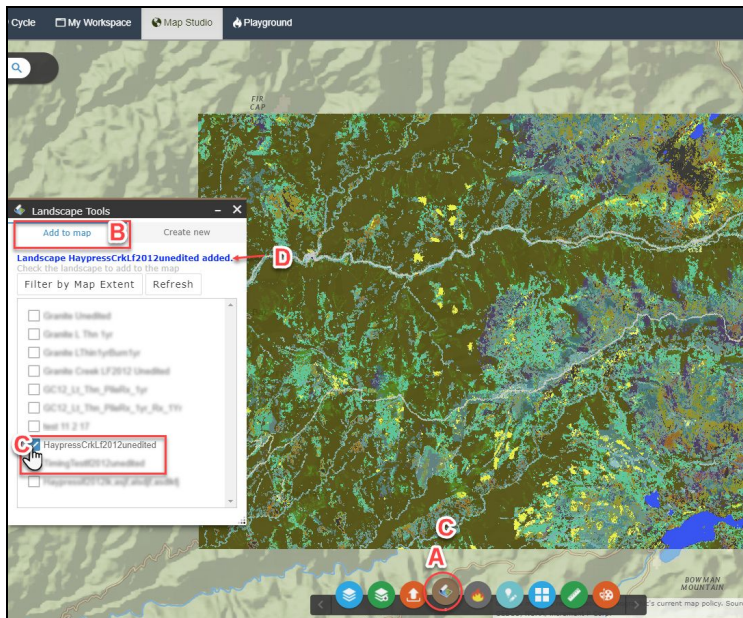 Cycle My Workspace Map Studio Playground
FIR
CAP
Landscape Tools
Add to map B Create new
Landscape HaypressCrkLf2012unedited added. D
Check the landscape to add to the map
Filter by Map Extent Refresh
Granite Unedited
Granite L Thn 1yr
Granite LThin1yrBurn1yr
Granite Creek LF2012 Unedited
GC12_Lt_Thn_PileRx_1yr
GC12_Lt_Thn_PileRx_1yr_Rx_1Yr
test 11 2 17
C HaypressCrkLf2012unedited
TimingTestlf2012unedited
C
A
BOWMAN
MOUNTAIN
's current map policy. Sour